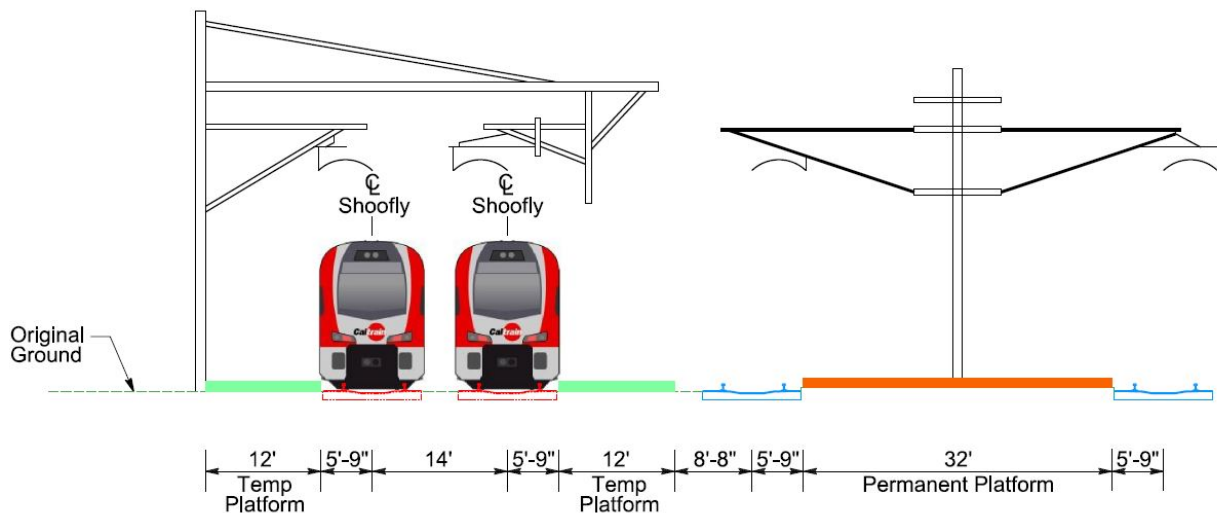 ℄
Shoofly
℄
Shoofly
Caltrain
Caltrain
Original
Ground
12'
Temp
Platform
5'-9"
14'
5'-9"
12'
Temp
Platform
8'-8"
5'-9"
32'
Permanent Platform
5'-9"